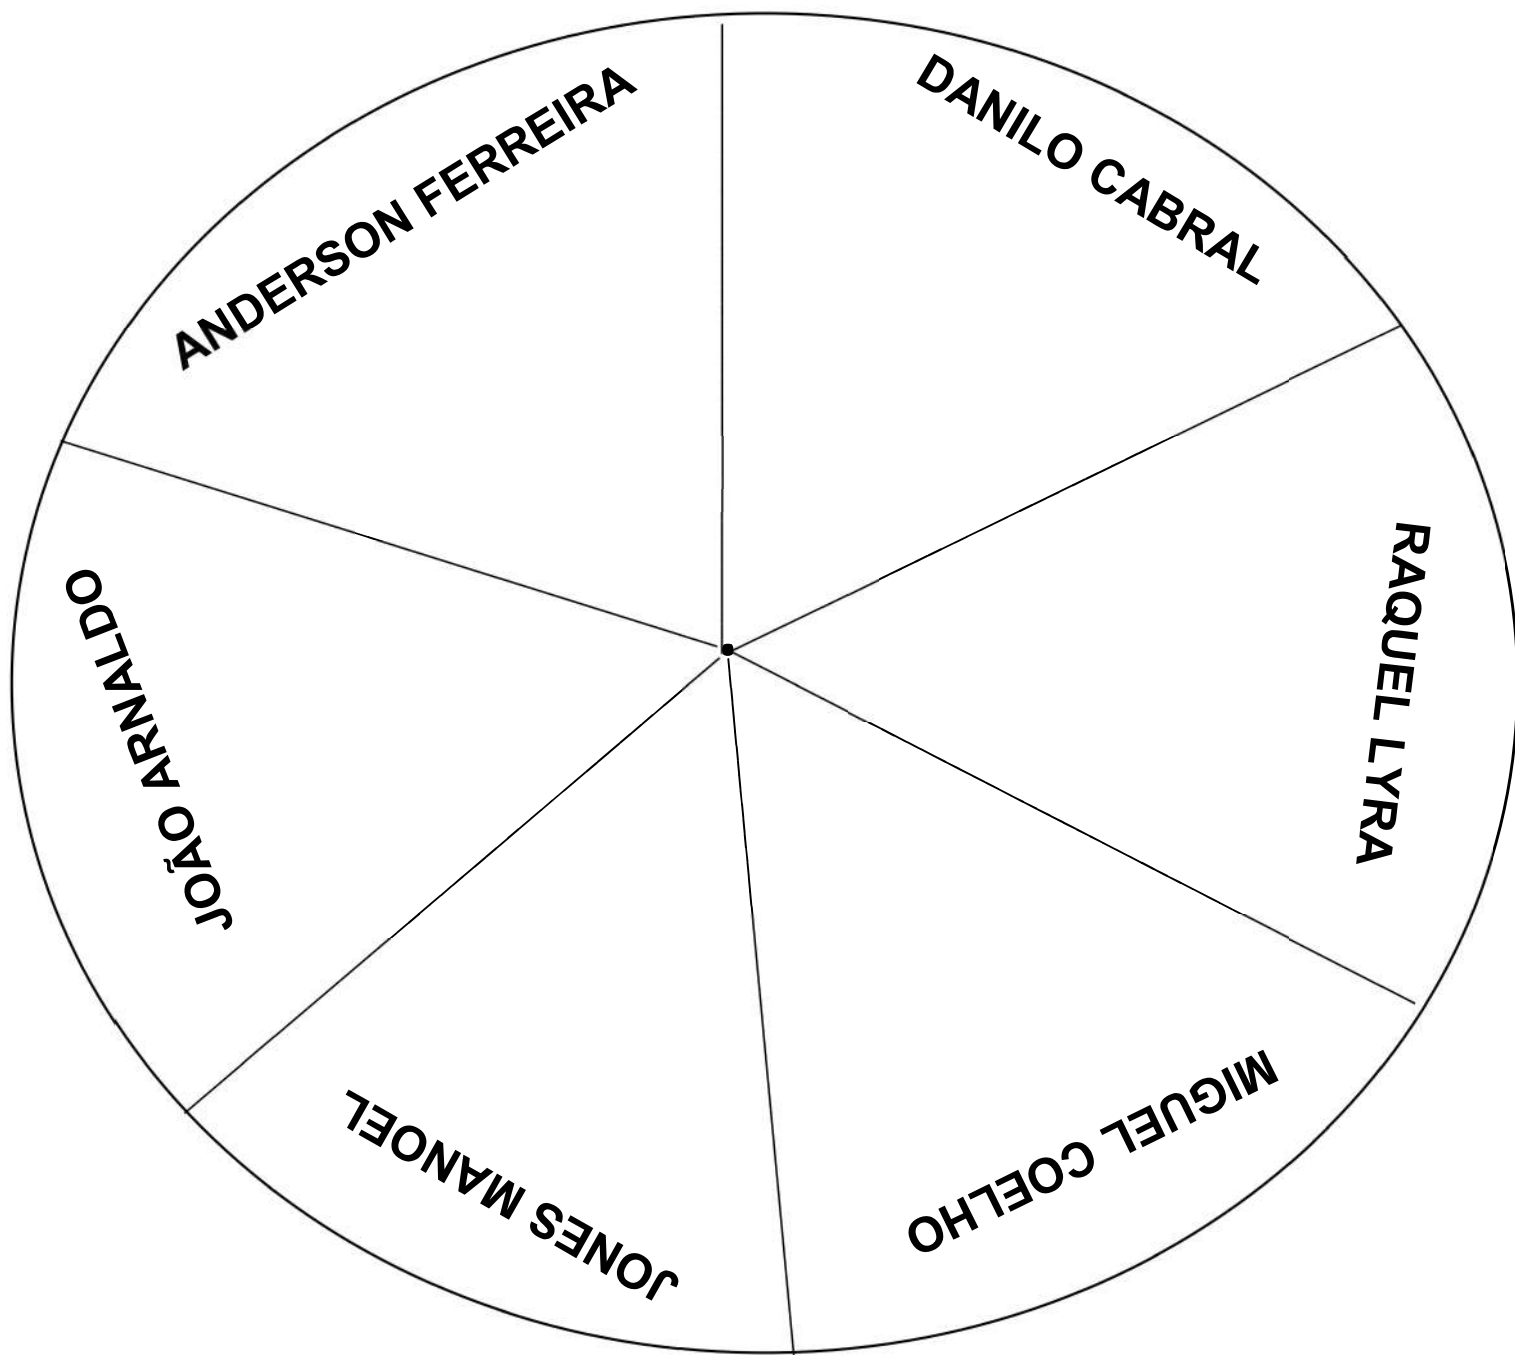 DANILO CABRAL
RAQUEL LYRA
MIGUEL COELHO
JONES MANOEL
JOÃO ARNALDO
ANDERSON FERREIRA